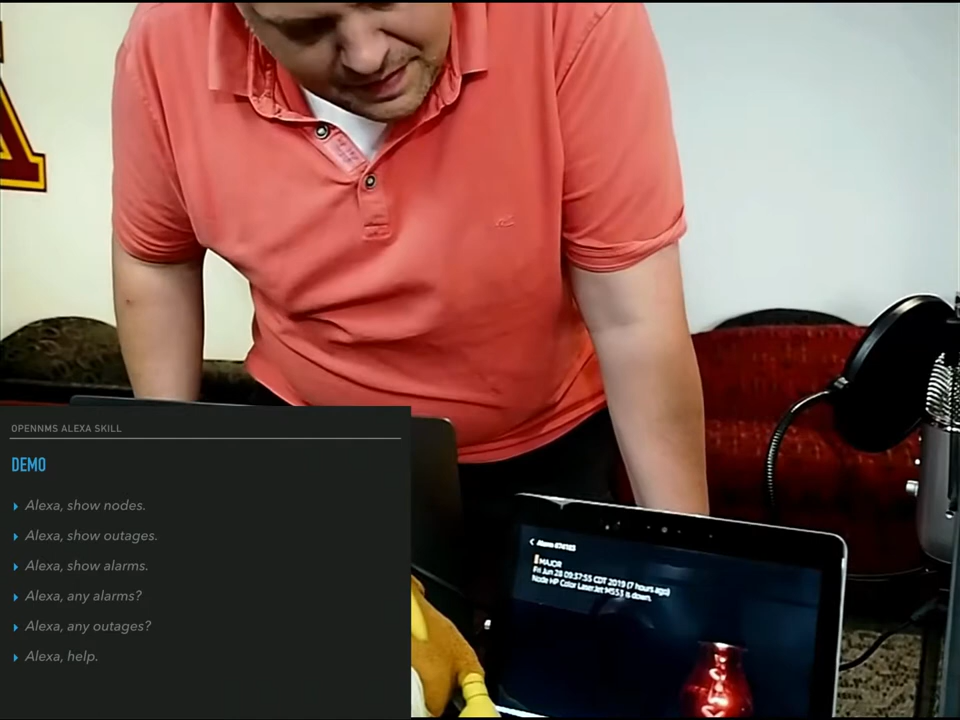 OPENNMS ALEXA SKILL
DEMO
Alexa, show nodes.
Alexa, show outages.
Alexa, show alarms.
Alexa, any alarms?
Alexa, any outages?
Alexa, help.
Alarm #74165
MAJOR
Fri Jun 28 09:37:55 CDT 2019 (7 hours ago)
Node HP Color LaserJet M553 is down.